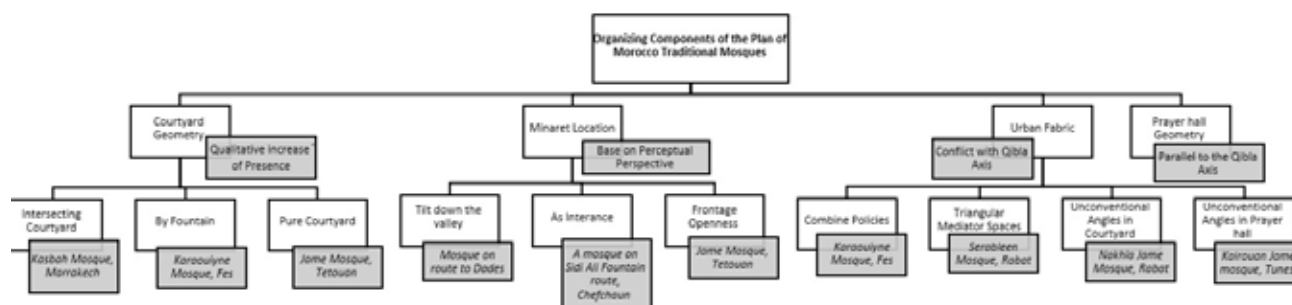 Organizing Components of the Plan of
Morocco Traditional Mosques
Courtyard
Geometry
Qualitative Increase
of Presence
Minaret Location
Base on Perceptual
Perspective
Urban Fabric
Conflict with Qibla
Axis
Prayer hall
Geometry
Parallel to the Qibla
Axis
Intersecting
Courtyard
Kasbah Mosque,
Marrakech
By Fountain
Karaouiyne
Mosque, Fes
Pure Courtyard
Jame Mosque,
Tetouan
Tilt down the
valley
Mosque on
route to Dades
As Interance
A mosque on
Sidi Ali Fountain
route,
Chefchaun
Frontage
Openness
Jame Mosque,
Tetouan
Combine Policies
Karaouiyne
Mosque, Fes
Triangular
Mediator Spaces
Serableen
Mosque, Rabat
Unconventional
Angles in
Courtyard
Nakhla Jame
Mosque, Rabat
Unconventional
Angles in Prayer
hall
Kairouan Jame
mosque, Tunes